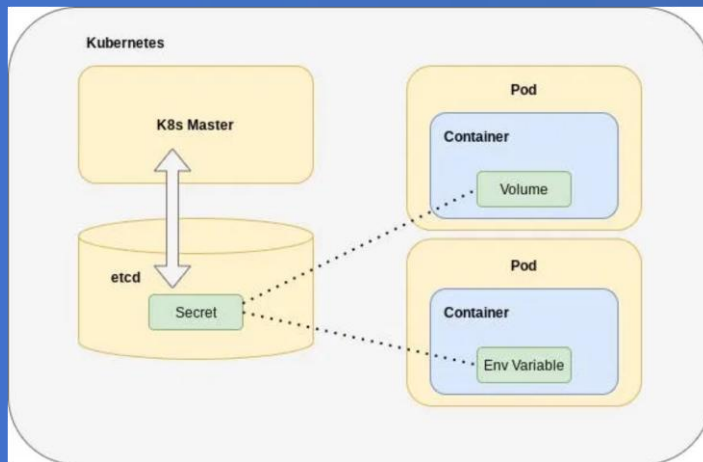 Kubernetes
K8s Master
etcd
Secret
Pod
Container
Volume
Pod
Container
Env Variable